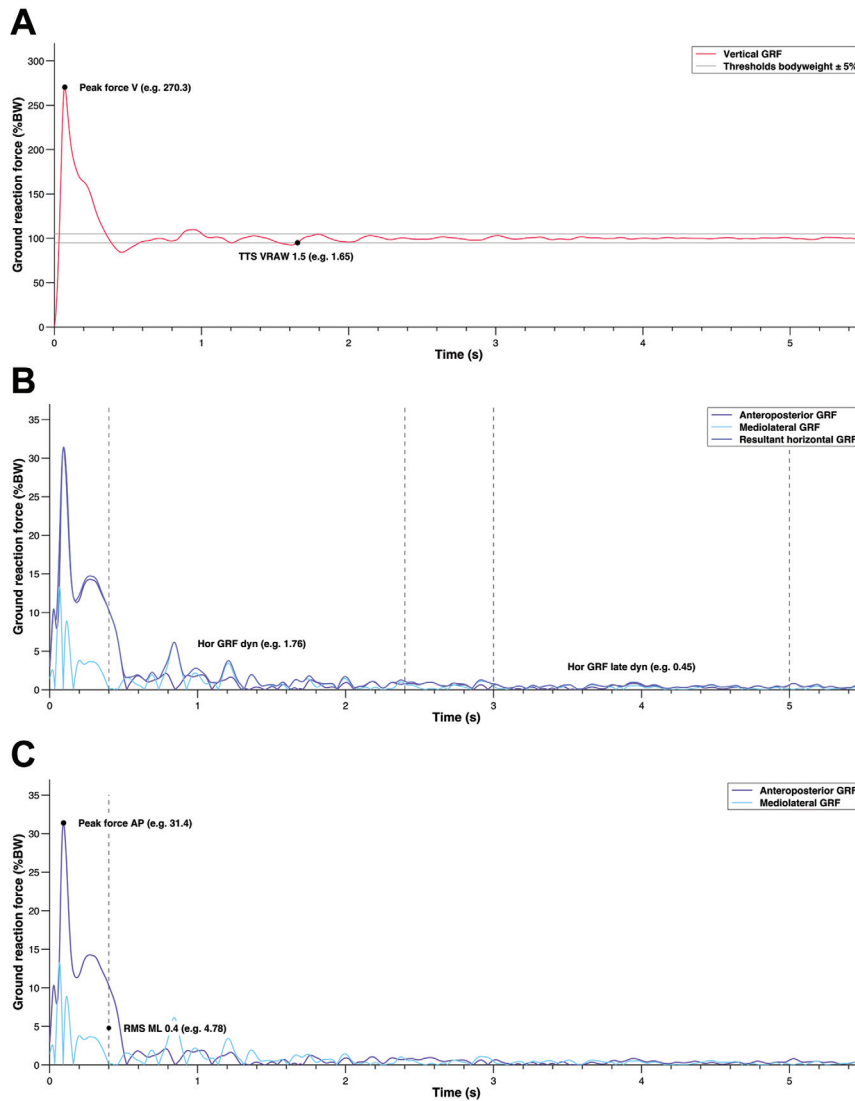 A
Vertical GRF
Thresholds bodyweight ± 5%
Peak force V (e.g. 270.3)
TTS VRAW 1.5 (e.g. 1.65)
Ground reaction force (%BW)
300
250
200
150
100
50
0
0 1 2 3 4 5
Time (s)
B
Anteroposterior GRF
Mediolateral GRF
Resultant horizontal GRF
Hor GRF dyn (e.g. 1.76)
Hor GRF late dyn (e.g. 0.45)
Ground reaction force (%BW)
35
30
25
20
15
10
5
0
0 1 2 3 4 5
Time (s)
C
Anteroposterior GRF
Mediolateral GRF
Peak force AP (e.g. 31.4)
RMS ML 0.4 (e.g. 4.78)
Ground reaction force (%BW)
35
30
25
20
15
10
5
0
0 1 2 3 4 5
Time (s)